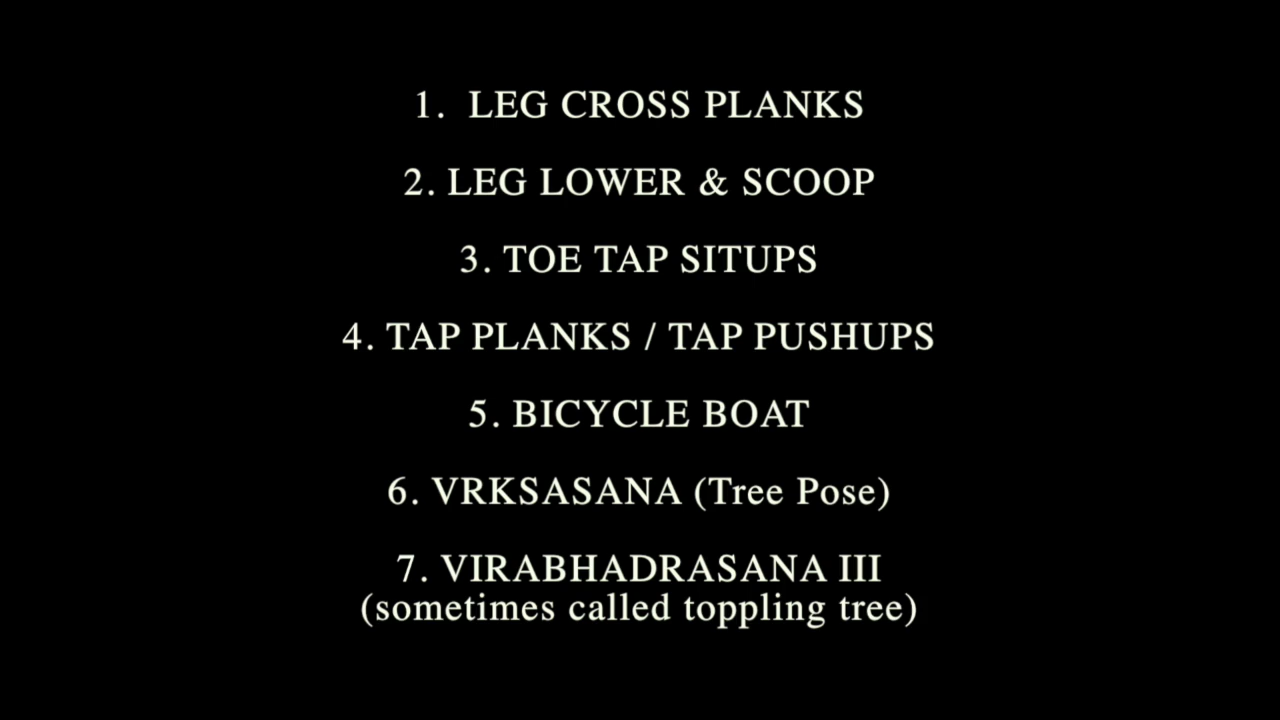 1. LEG CROSS PLANKS
2. LEG LOWER & SCOOP
3. TOE TAP SITUPS
4. TAP PLANKS / TAP PUSHUPS
5. BICYCLE BOAT
6. VRKSASANA (Tree Pose)
7. VIRABHADRASANA III
(sometimes called toppling tree)